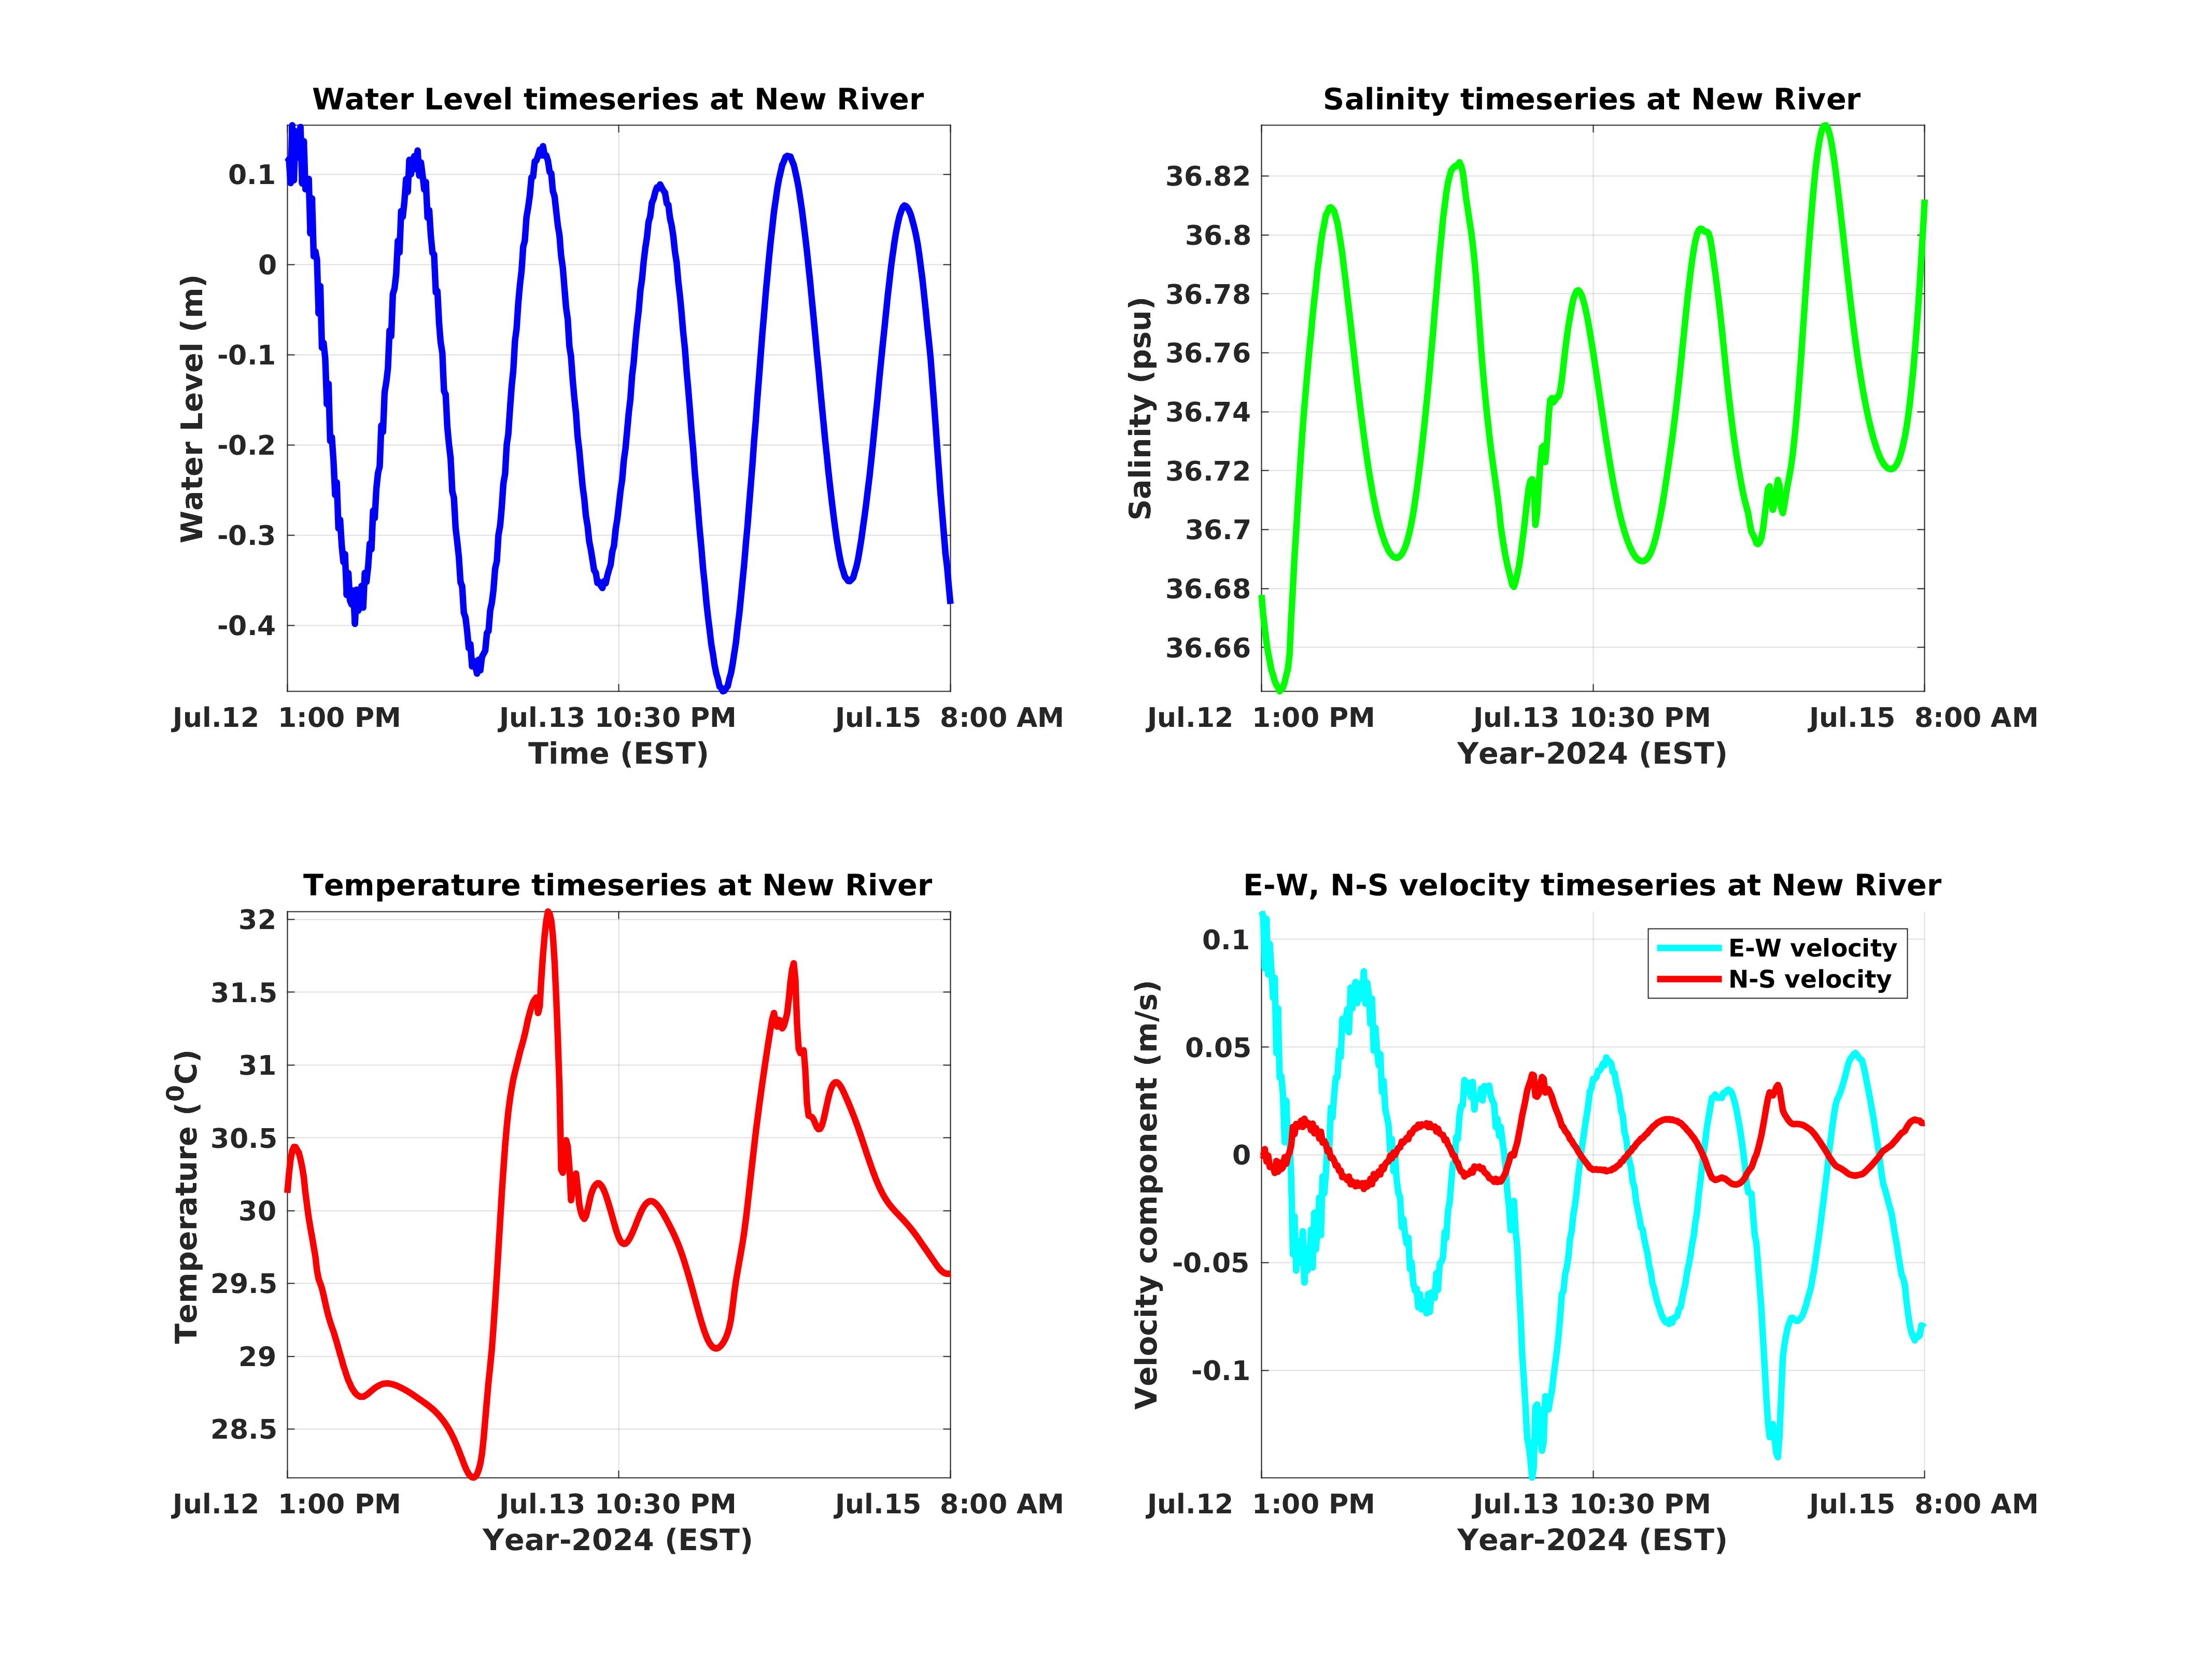 Water Level timeseries at New River
Water Level (m)
0.1
0
-0.1
-0.2
-0.3
-0.4
Jul.12 1:00 PM
Jul.13 10:30 PM
Jul.15 8:00 AM
Time (EST)
Salinity timeseries at New River
Salinity (psu)
36.82
36.8
36.78
36.76
36.74
36.72
36.7
36.68
36.66
Jul.12 1:00 PM
Jul.13 10:30 PM
Jul.15 8:00 AM
Year-2024 (EST)
Temperature timeseries at New River
Temperature (⁰C)
32
31.5
31
30.5
30
29.5
29
28.5
Jul.12 1:00 PM
Jul.13 10:30 PM
Jul.15 8:00 AM
Year-2024 (EST)
E-W, N-S velocity timeseries at New River
Velocity component (m/s)
0.1
0.05
0
-0.05
-0.1
E-W velocity
N-S velocity
Jul.12 1:00 PM
Jul.13 10:30 PM
Jul.15 8:00 AM
Year-2024 (EST)